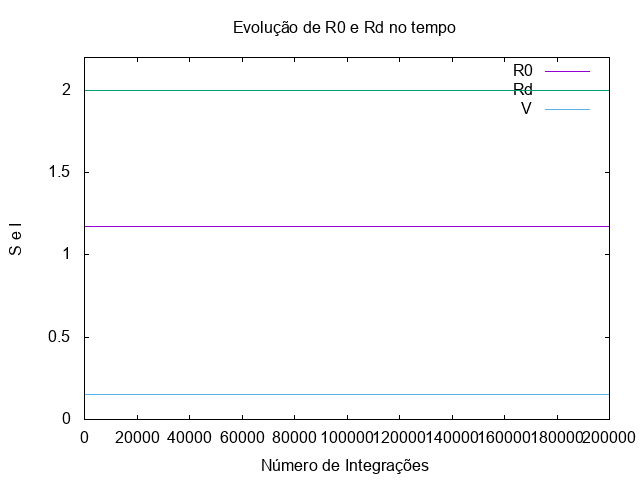 Evolução de R0 e Rd no tempo
R0
Rd
V
2
1.5
1
0.5
0
S e I
0 20000 40000 60000 80000 100000 120000 140000 160000 180000 200000
Número de Integrações